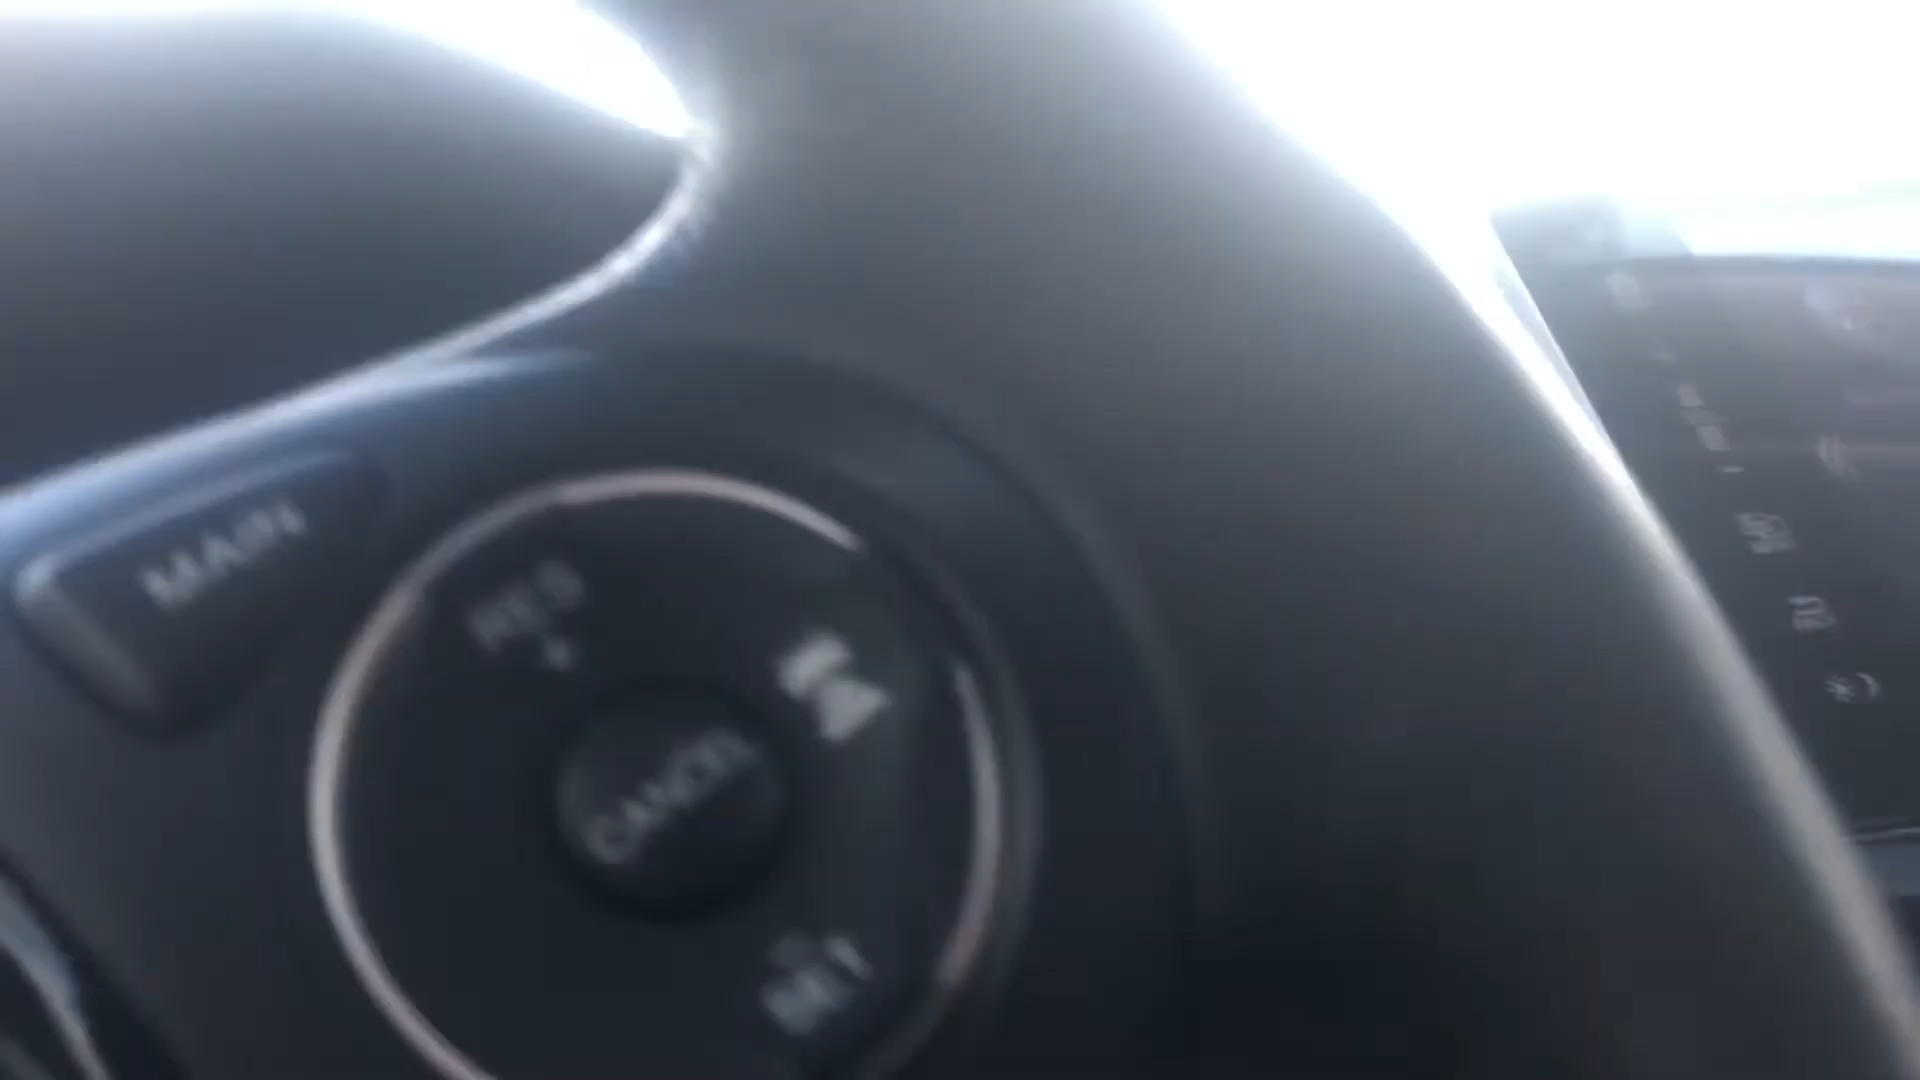 MAIN
RES
+
CANCEL
-
SET